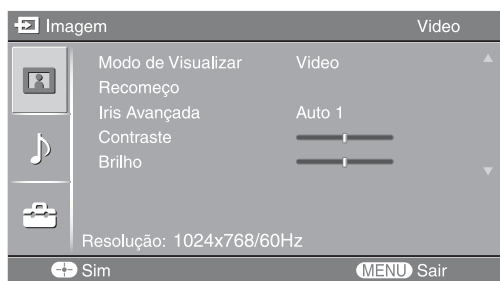 Imagem Video
Modo de Visualizar Video
Recomeço
Iris Avançada Auto 1
Contraste
Brilho
Resolução: 1024x768/60Hz
Sim MENU Sair